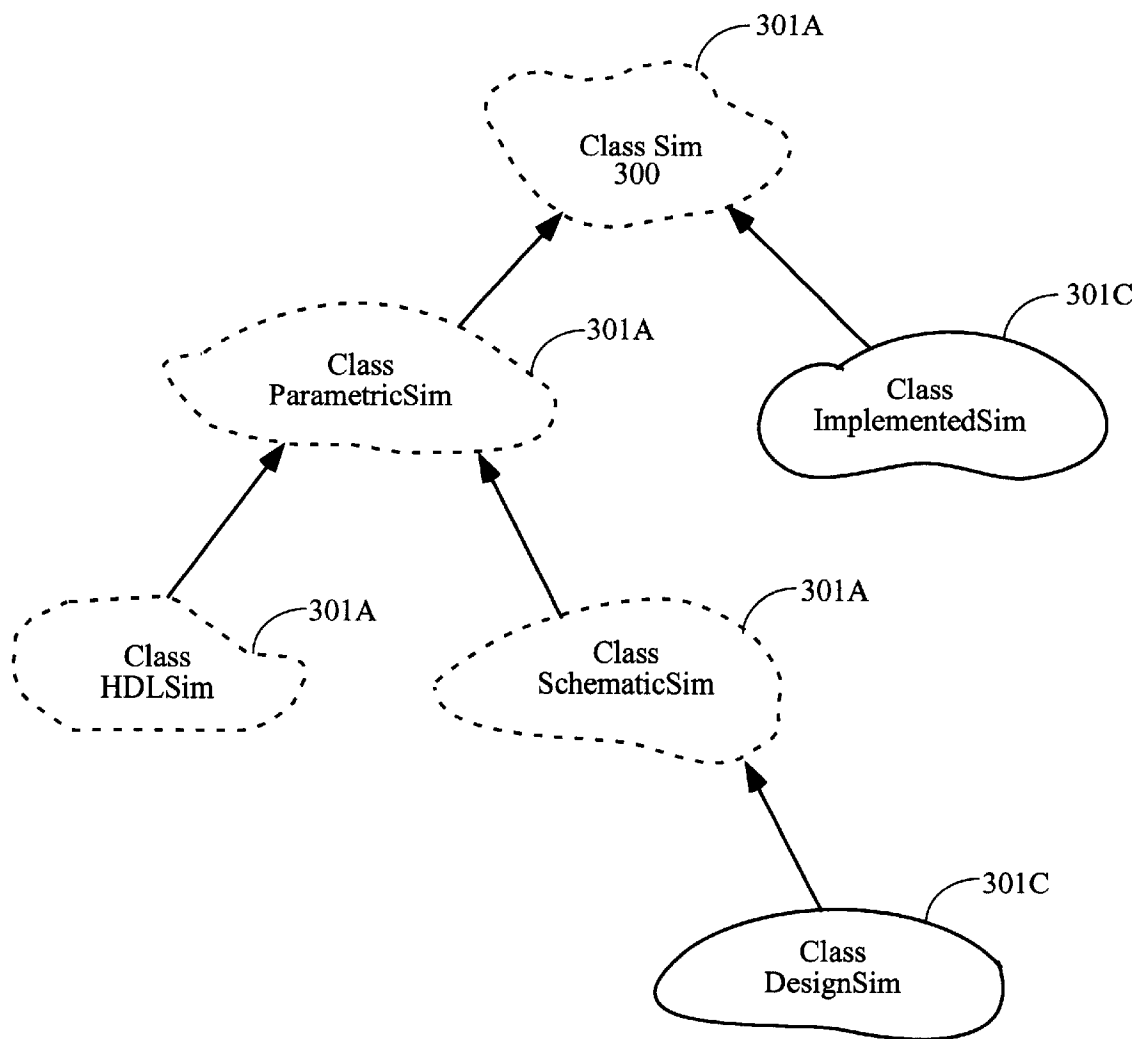 301A
Class Sim
300
301C
301A
Class
ParametricSim
Class
ImplementedSim
301A
301A
Class
HDLSim
Class
SchematicSim
301C
Class
DesignSim